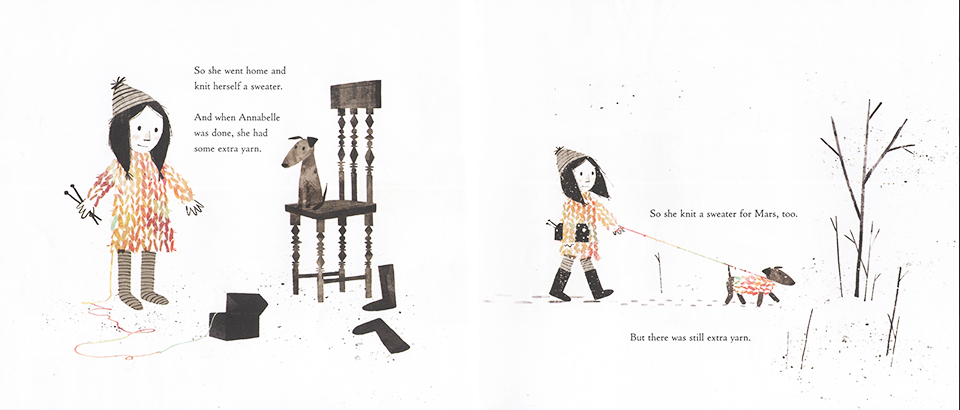 So she went home and
knit herself a sweater.
And when Annabelle
was done, she had
some extra yarn.
So she knit a sweater for Mars, too.
But there was still extra yarn.